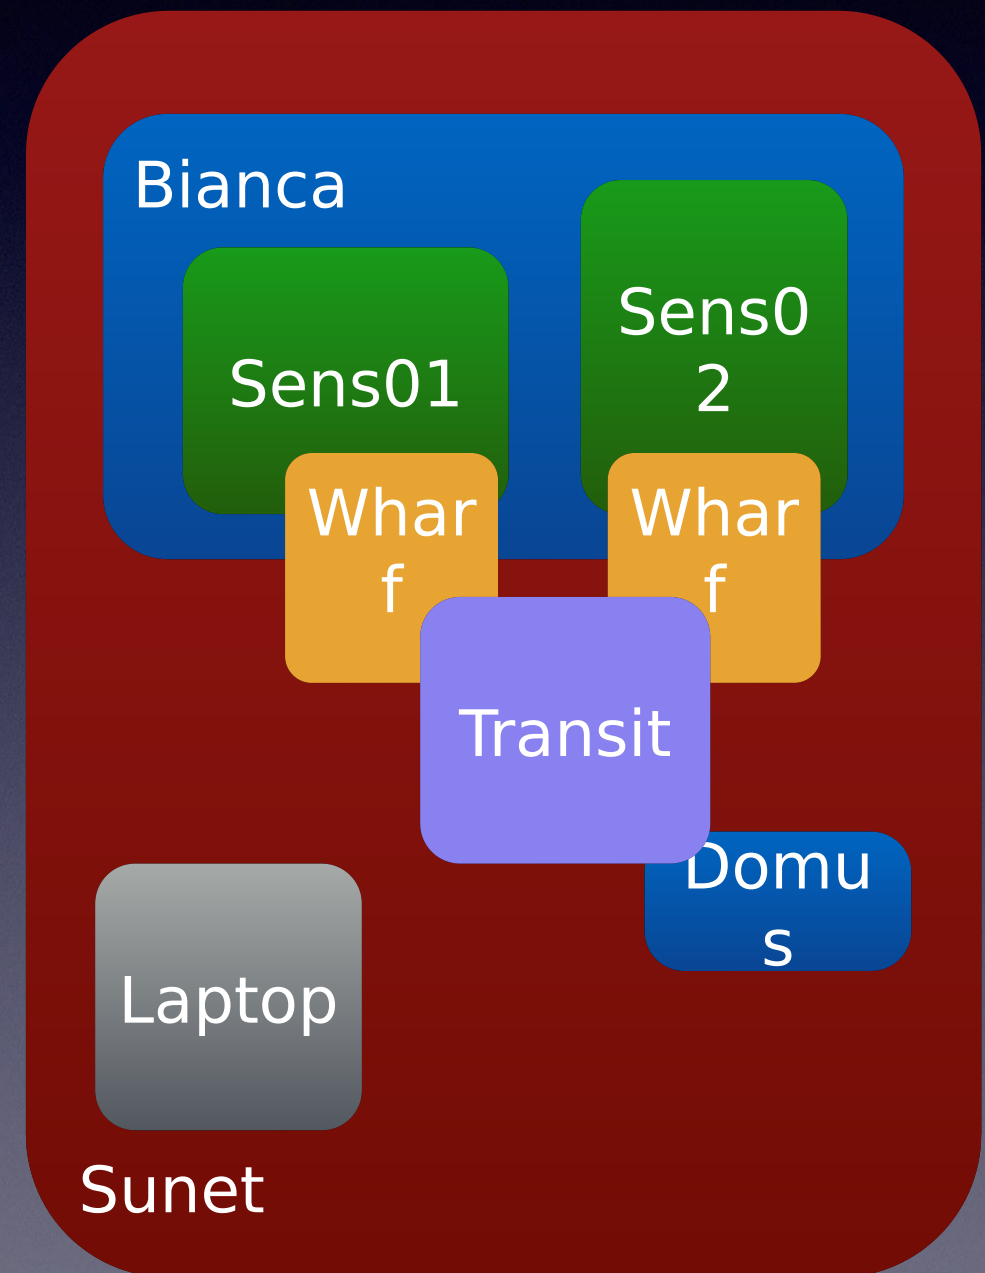 Bianca
Sens01
Sens0
2
Whar
f
Whar
f
Transit
Domu
s
Laptop
Sunet